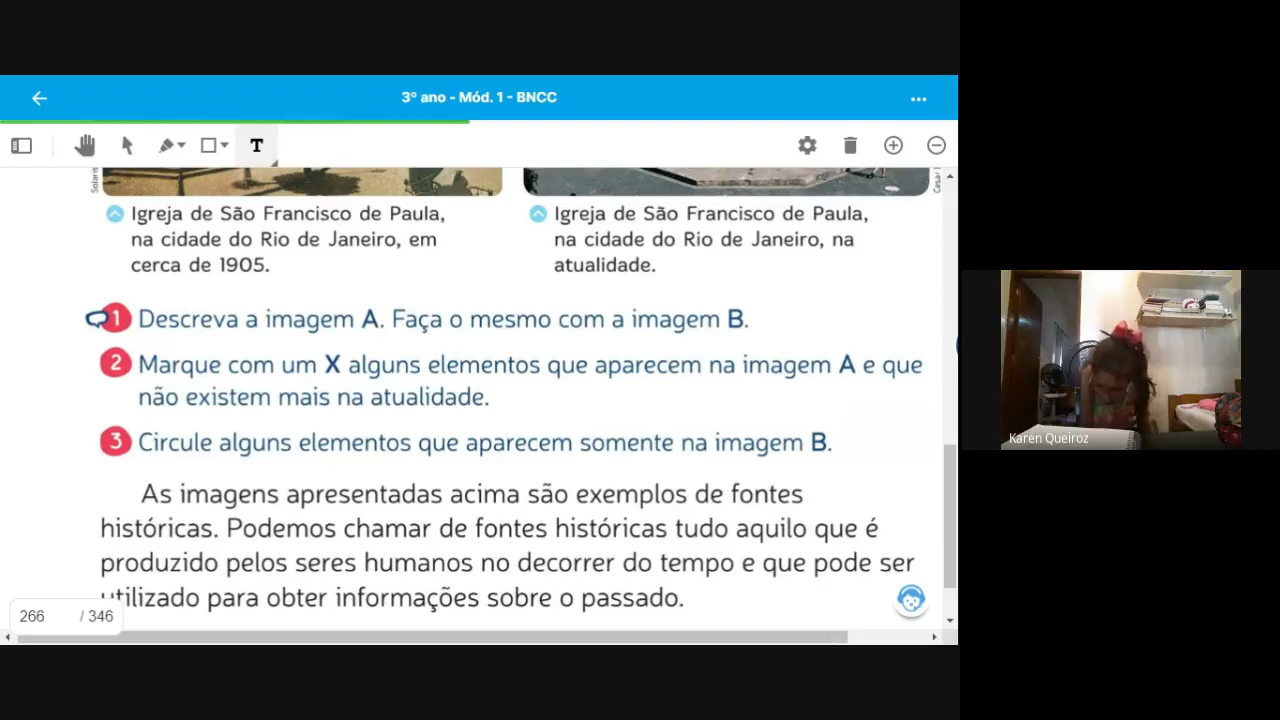 3º ano - Mód. 1 - BNCC
T
Solaris
Cesar
Igreja de São Francisco de Paula,
na cidade do Rio de Janeiro, em
cerca de 1905.
Igreja de São Francisco de Paula,
na cidade do Rio de Janeiro, na
atualidade.
1 Descreva a imagem A. Faça o mesmo com a imagem B.
2 Marque com um X alguns elementos que aparecem na imagem A e que
não existem mais na atualidade.
3 Circule alguns elementos que aparecem somente na imagem B.
As imagens apresentadas acima são exemplos de fontes
históricas. Podemos chamar de fontes históricas tudo aquilo que é
produzido pelos seres humanos no decorrer do tempo e que pode ser
utilizado para obter informações sobre o passado.
266 / 346
Karen Queiroz